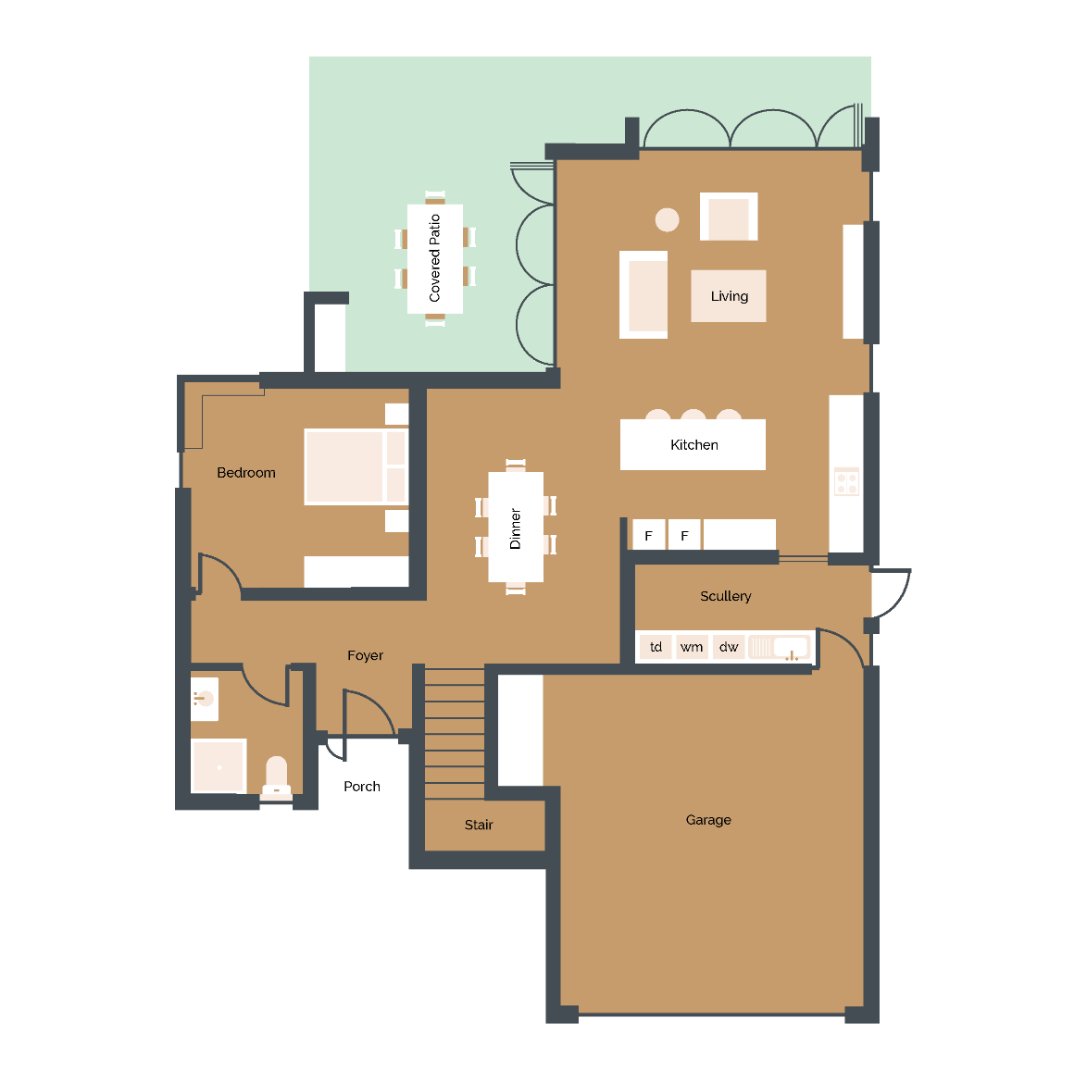 Covered Patio
Living
Kitchen
Bedroom
Dinner
F
F
Scullery
td
wm
dw
Foyer
Porch
Stair
Garage